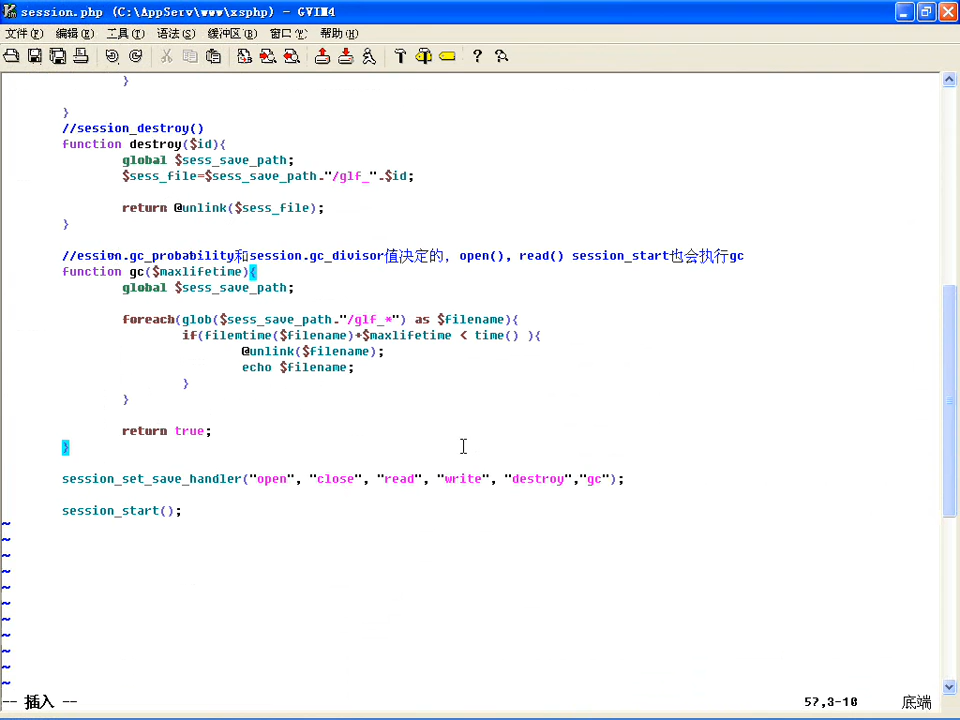 session.php (C:\AppServ\www\xsphp) - GVIM4
文件(F) 编辑(E) 工具(T) 语法(S) 缓冲区(B) 窗口(W) 帮助(H)
}
}
//session_destroy()
function destroy($id){
global $sess_save_path;
$sess_file=$sess_save_path."/glf_".$id;
return @unlink($sess_file);
}
//ession.gc_probability和session.gc_divisor值决定的, open(), read() session_start也会执行gc
function gc($maxlifetime){
global $sess_save_path;
foreach(glob($sess_save_path."/glf_*") as $filename){
if(filemtime($filename)+$maxlifetime < time() ){
@unlink($filename);
echo $filename;
}
}
return true;
}
session_set_save_handler("open", "close", "read", "write", "destroy","gc");
session_start();
~
~
~
~
~
~
~
~
~
~
~
-- 插入 --
57,3-10
底端